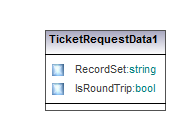 TicketRequestData1
RecordSet:string
IsRoundTrip:bool